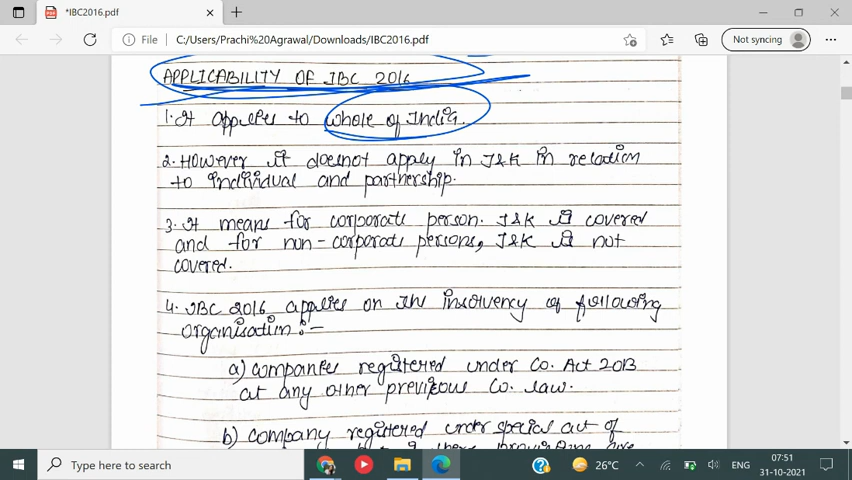 *IBC2016.pdf
File C:/Users/Prachi%20Agrawal/Downloads/IBC2016.pdf
Not syncing
APPLICABILITY OF IBC 2016
1. It applies to whole of India.
2. However it doesnot apply in J&K in relation
to individual and partnership.
3. It means for corporate person. J&K is covered
and for non-corporate persons, J&K is not
covered.
4. IBC 2016 applies on the insolvency of following
organisation:-
a) companies registered under Co. Act 2013
at any other previous Co. law.
b) company registered under special act of
Type here to search
26°C
ENG
07:51
31-10-2021